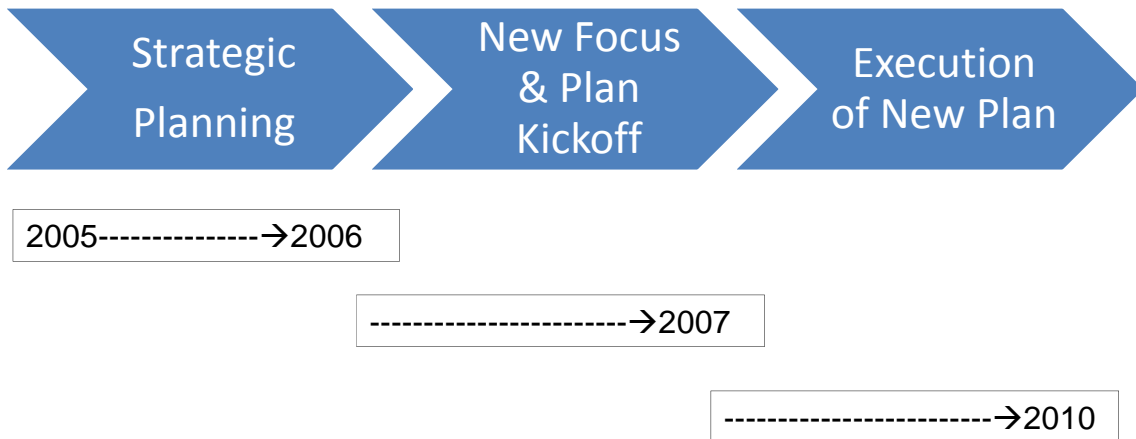 Strategic
Planning
New Focus
& Plan
Kickoff
Execution
of New Plan
2005---------------→2006
------------------------→2007
-------------------------→2010